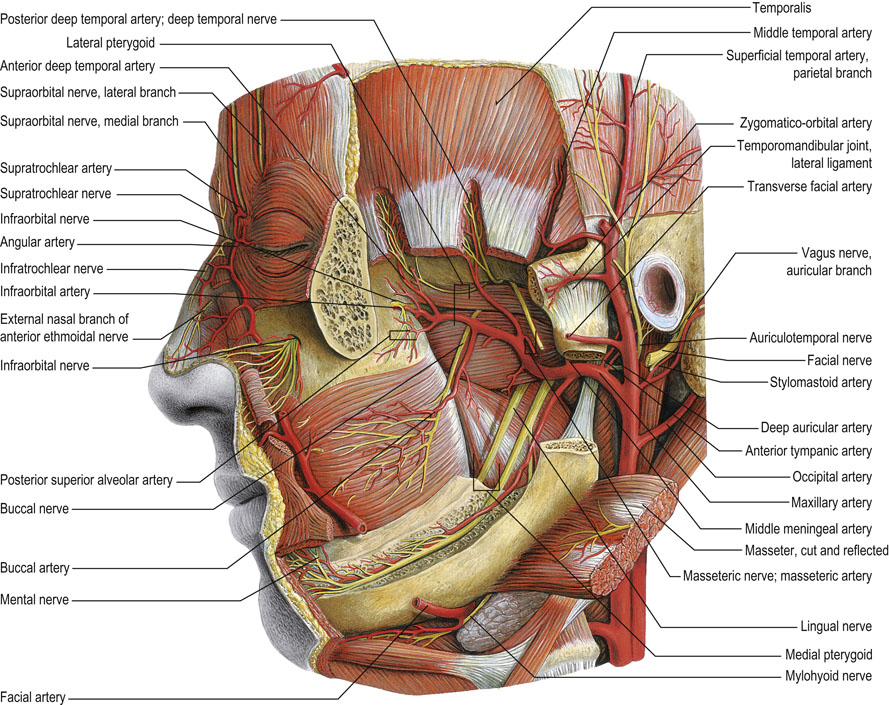 Posterior deep temporal artery; deep temporal nerve
Lateral pterygoid
Anterior deep temporal artery
Supraorbital nerve, lateral branch
Supraorbital nerve, medial branch
Supratrochlear artery
Supratrochlear nerve
Infraorbital nerve
Angular artery
Infratrochlear nerve
Infraorbital artery
External nasal branch of
anterior ethmoidal nerve
Infraorbital nerve
Posterior superior alveolar artery
Buccal nerve
Buccal artery
Mental nerve
Facial artery
Temporalis
Middle temporal artery
Superficial temporal artery,
parietal branch
Zygomatico-orbital artery
Temporomandibular joint,
lateral ligament
Transverse facial artery
Vagus nerve,
auricular branch
Auriculotemporal nerve
Facial nerve
Stylomastoid artery
Deep auricular artery
Anterior tympanic artery
Occipital artery
Maxillary artery
Middle meningeal artery
Masseter, cut and reflected
Masseteric nerve; masseteric artery
Lingual nerve
Medial pterygoid
Mylohyoid nerve